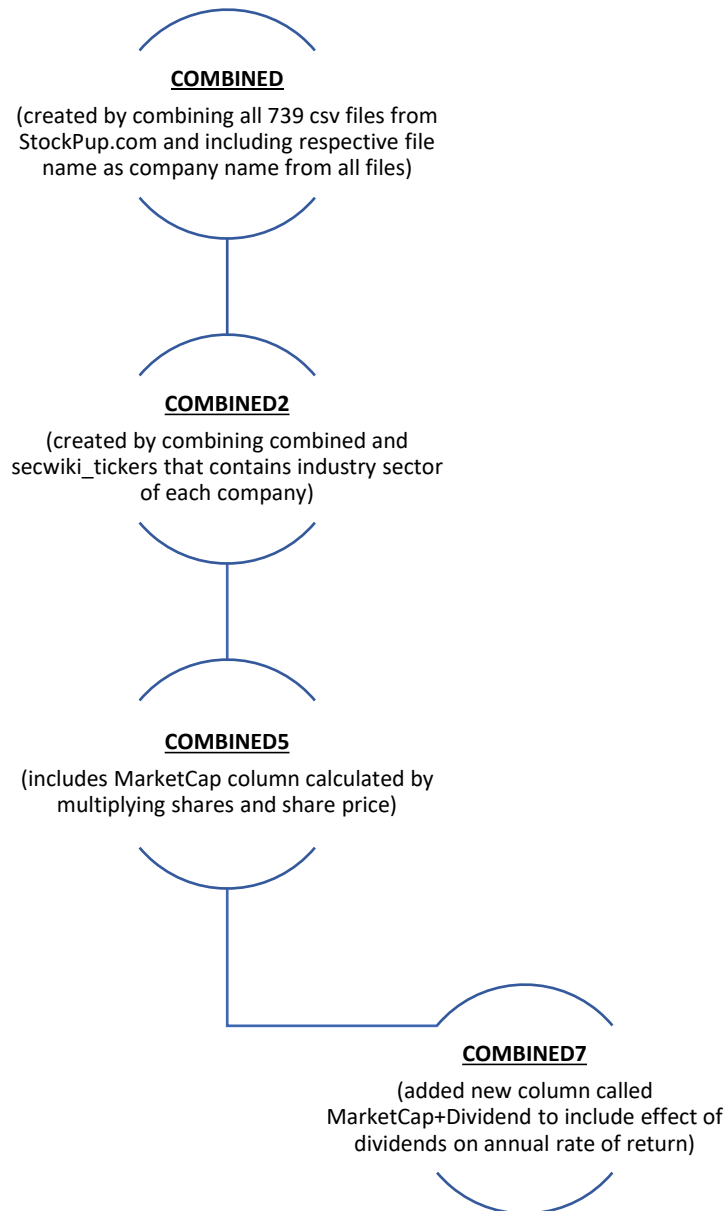 COMBINED
(created by combining all 739 csv files from
StockPup.com and including respective file
name as company name from all files)
COMBINED2
(created by combining combined and
secwiki_tickers that contains industry sector
of each company)
COMBINED5
(includes MarketCap column calculated by
multiplying shares and share price)
COMBINED7
(added new column called
MarketCap+Dividend to include effect of
dividends on annual rate of return)